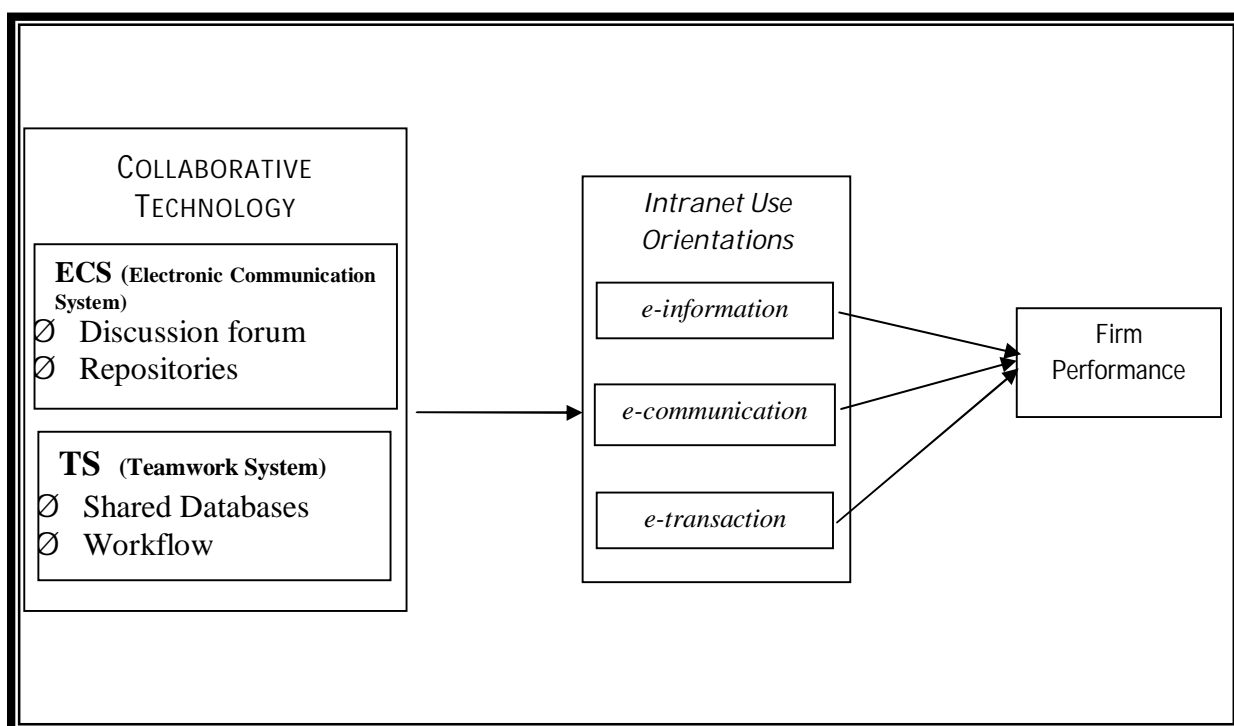 COLLABORATIVE
TECHNOLOGY
ECS (Electronic Communication
System)
Ø Discussion forum
Ø Repositories
TS (Teamwork System)
Ø Shared Databases
Ø Workflow
Intranet Use
Orientations
e-information
e-communication
e-transaction
Firm
Performance